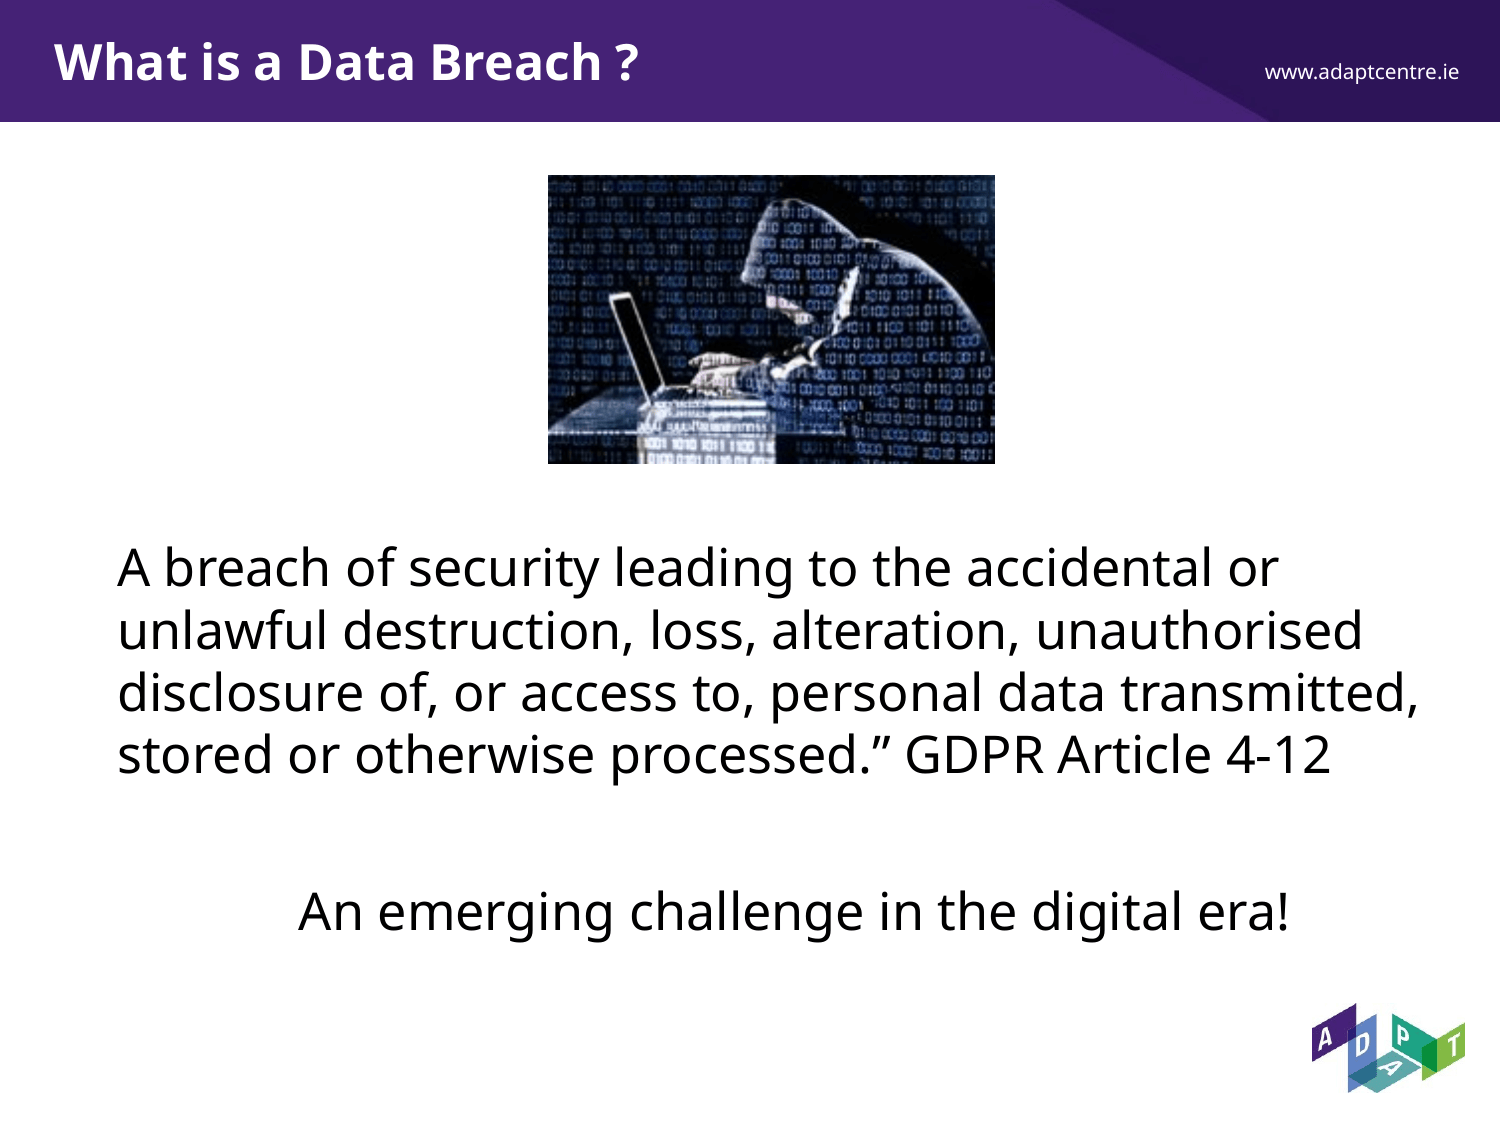 What is a Data Breach ?
www.adaptcentre.ie
A breach of security leading to the accidental or
unlawful destruction, loss, alteration, unauthorised
disclosure of, or access to, personal data transmitted,
stored or otherwise processed.” GDPR Article 4-12
An emerging challenge in the digital era!
ADAPT